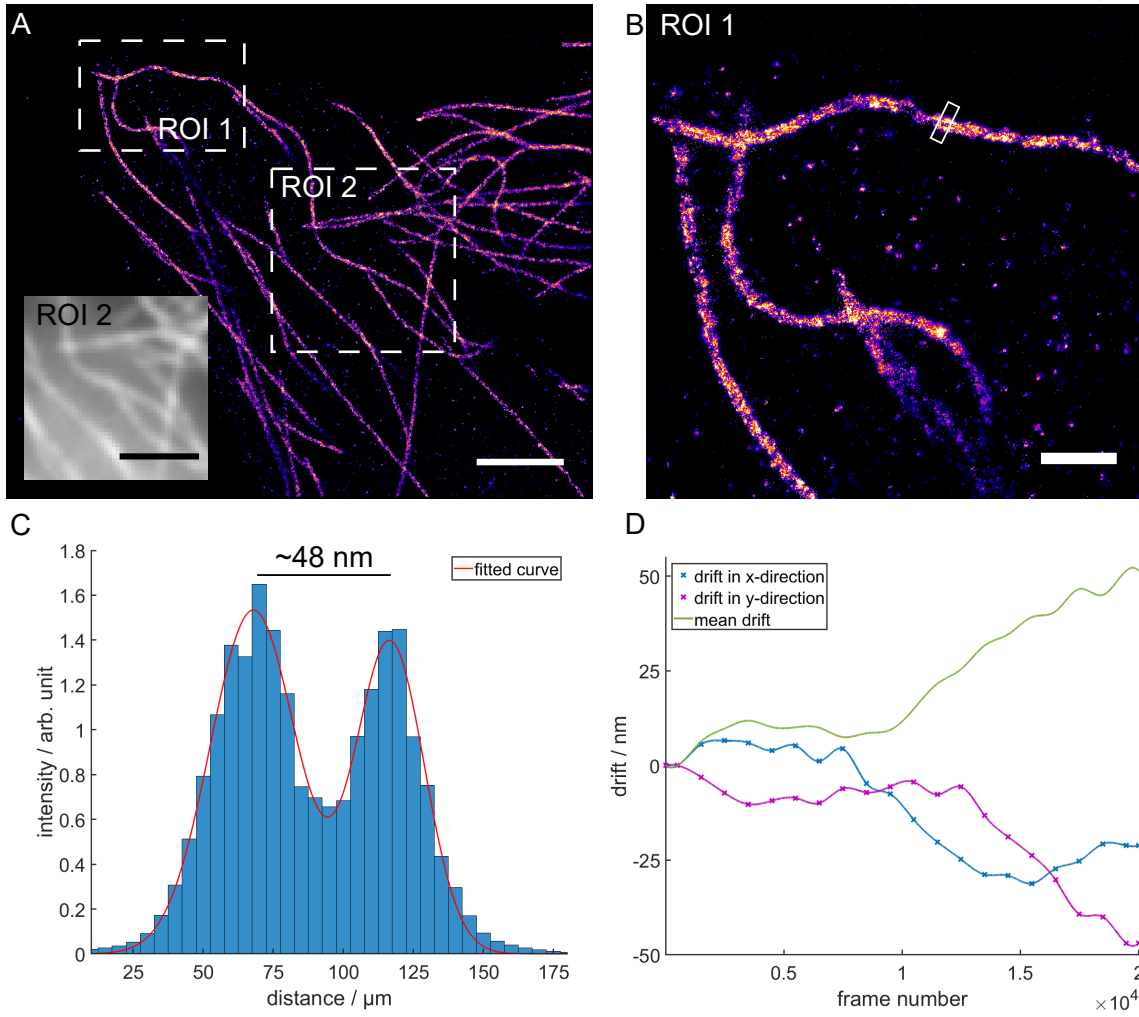 A
ROI 1
ROI 2
ROI 2
B
ROI 1
C
~48 nm
fitted curve
1.8
1.6
1.4
1.2
1
0.8
0.6
0.4
0.2
0
25
50
75
100
125
150
175
intensity / arb. unit
distance / µm
D
drift in x-direction
drift in y-direction
mean drift
50
25
0
-25
-50
0.5
1
1.5
2
×10⁴
drift / nm
frame number